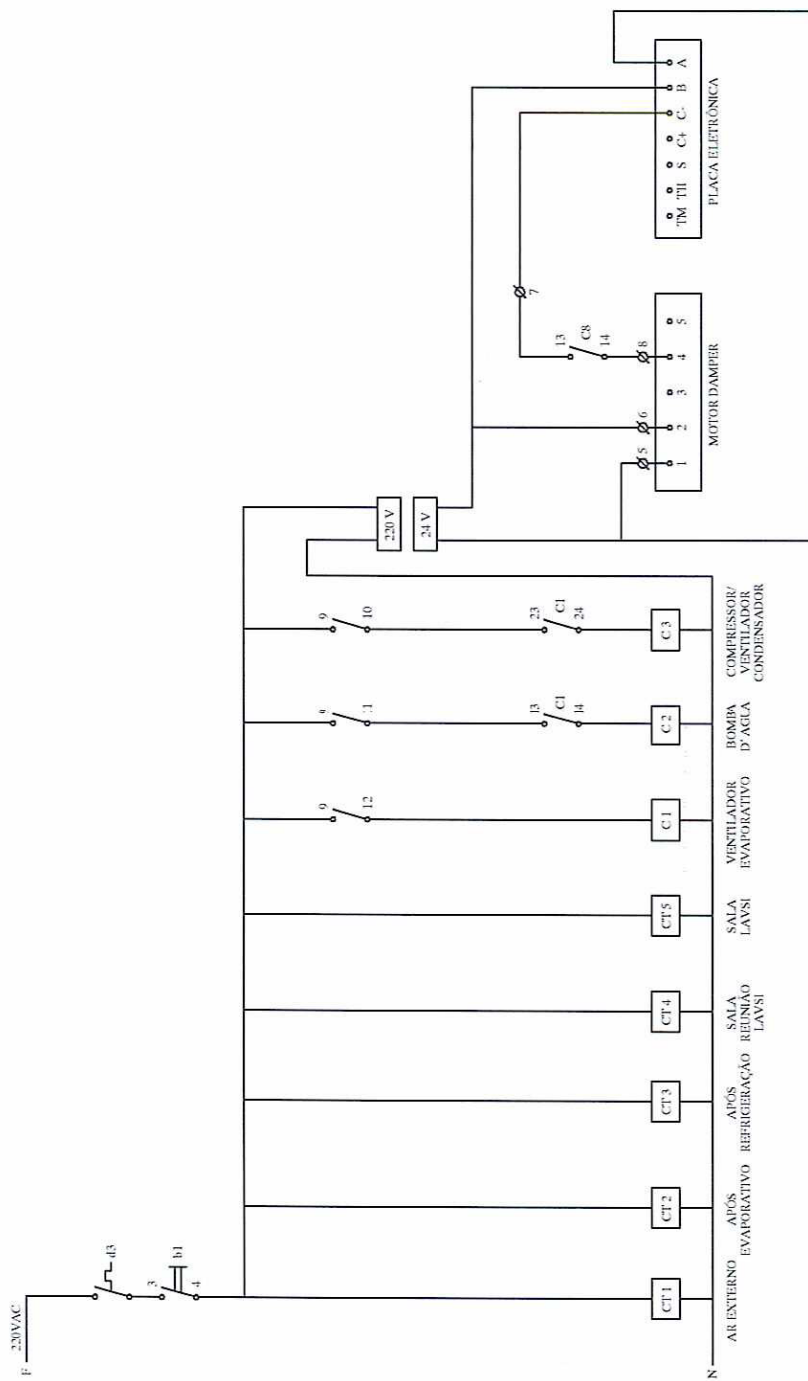 F
220VAC
d3
3
b1
4
9
12
9
11
9
10
13
C1
14
23
C1
24
220 V
24 V
13
C8
14
7
5
6
8
CT 1
CT 2
CT 3
CT 4
CT 5
C 1
C 2
C 3
1
2
3
4
5
TM
TH
S
C+
C-
B
A
N
AR EXTERNO
APÓS
EVAPORATIVO
APÓS
REFRIGERAÇÃO
SALA
REUNIÃO
LAVSI
SALA
LAVSI
VENTILADOR
EVAPORATIVO
BOMBA
D' AGUA
COMPRESSOR/
VENTILADOR
CONDENSADOR
MOTOR DAMPER
PLACA ELETRÔNICA